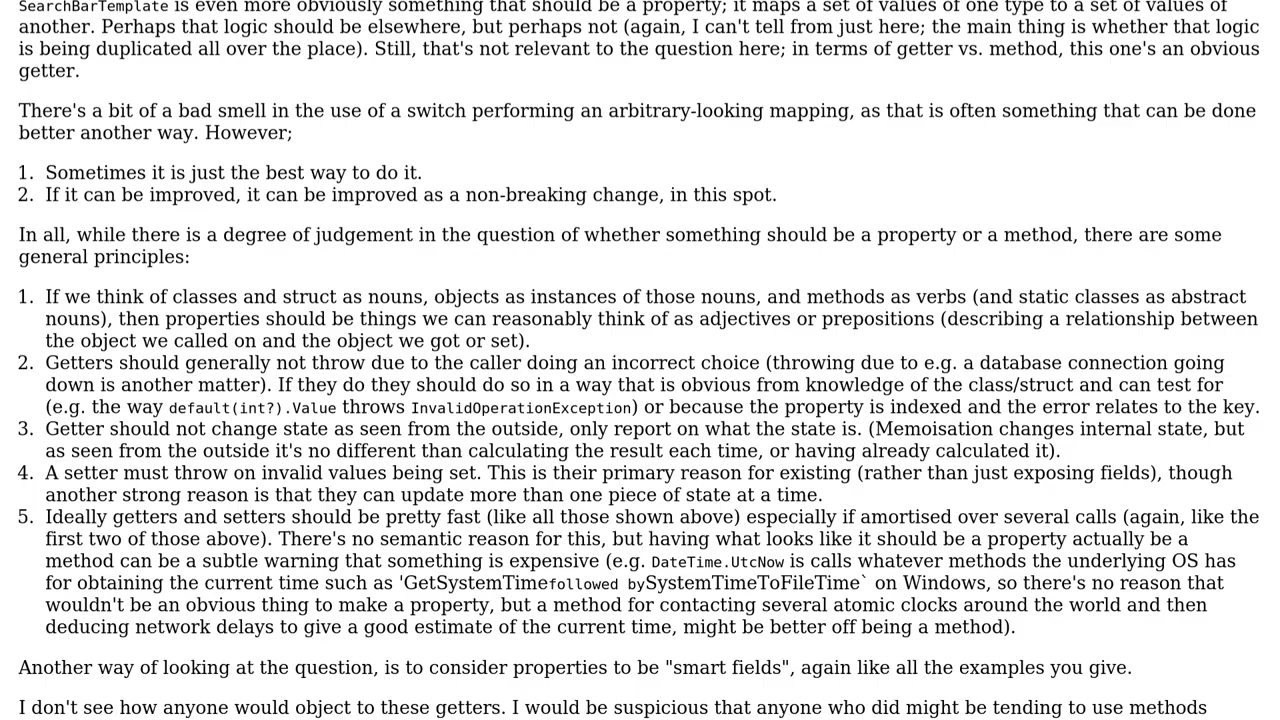 SearchBarTemplate is even more obviously something that should be a property; it maps a set of values of one type to a set of values of
another. Perhaps that logic should be elsewhere, but perhaps not (again, I can't tell from just here; the main thing is whether that logic
is being duplicated all over the place). Still, that's not relevant to the question here; in terms of getter vs. method, this one's an obvious
getter.
There's a bit of a bad smell in the use of a switch performing an arbitrary-looking mapping, as that is often something that can be done
better another way. However;
1. Sometimes it is just the best way to do it.
2. If it can be improved, it can be improved as a non-breaking change, in this spot.
In all, while there is a degree of judgement in the question of whether something should be a property or a method, there are some
general principles:
1. If we think of classes and struct as nouns, objects as instances of those nouns, and methods as verbs (and static classes as abstract
nouns), then properties should be things we can reasonably think of as adjectives or prepositions (describing a relationship between
the object we called on and the object we got or set).
2. Getters should generally not throw due to the caller doing an incorrect choice (throwing due to e.g. a database connection going
down is another matter). If they do they should do so in a way that is obvious from knowledge of the class/struct and can test for
(e.g. the way default(int?).Value throws InvalidOperationException) or because the property is indexed and the error relates to the key.
3. Getter should not change state as seen from the outside, only report on what the state is. (Memoisation changes internal state, but
as seen from the outside it's no different than calculating the result each time, or having already calculated it).
4. A setter must throw on invalid values being set. This is their primary reason for existing (rather than just exposing fields), though
another strong reason is that they can update more than one piece of state at a time.
5. Ideally getters and setters should be pretty fast (like all those shown above) especially if amortised over several calls (again, like the
first two of those above). There's no semantic reason for this, but having what looks like it should be a property actually be a
method can be a subtle warning that something is expensive (e.g. DateTime.UtcNow is calls whatever methods the underlying OS has
for obtaining the current time such as 'GetSystemTimefollowed bySystemTimeToFileTime` on Windows, so there's no reason that
wouldn't be an obvious thing to make a property, but a method for contacting several atomic clocks around the world and then
deducing network delays to give a good estimate of the current time, might be better off being a method).
Another way of looking at the question, is to consider properties to be "smart fields", again like all the examples you give.
I don't see how anyone would object to these getters. I would be suspicious that anyone who did might be tending to use methods